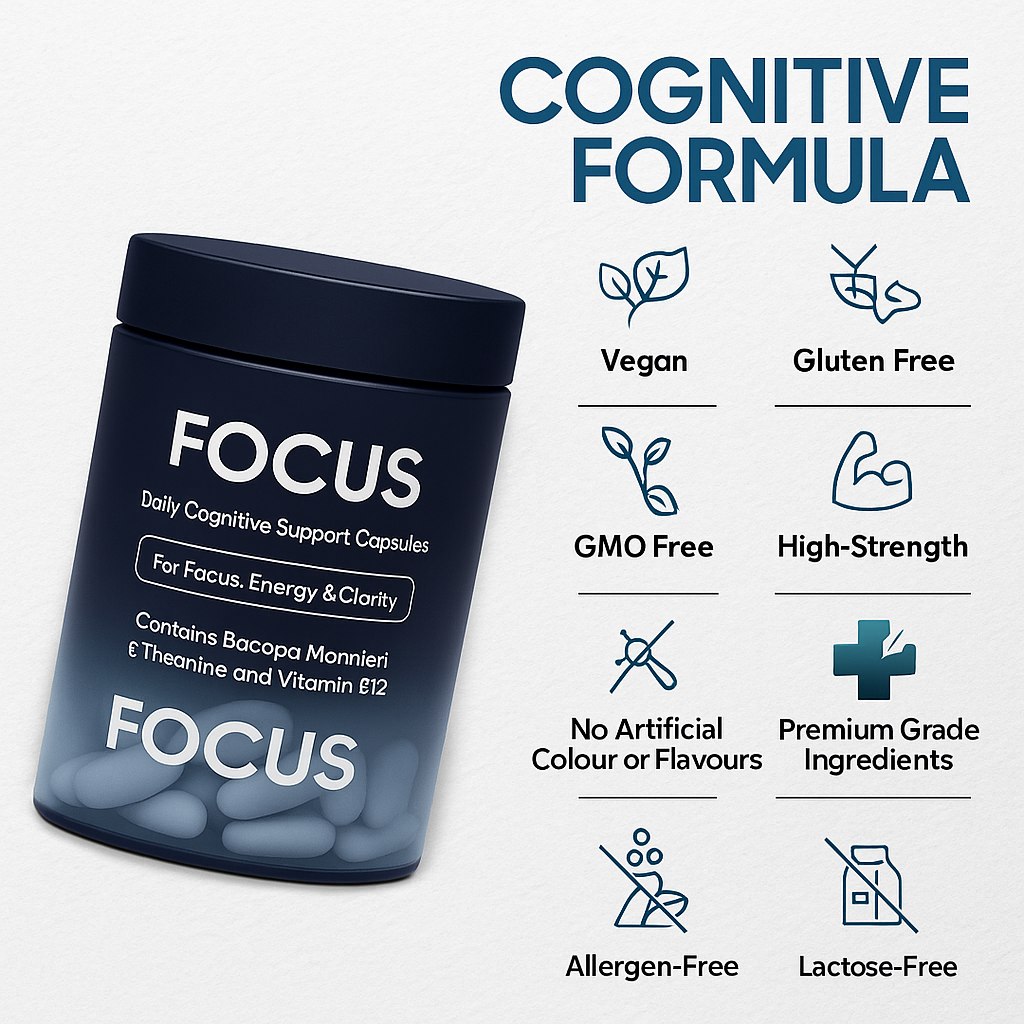 COGNITIVE
FORMULA
Vegan
Gluten Free
GMO Free
High-Strength
No Artificial
Colour or Flavours
Premium Grade
Ingredients
Allergen-Free
Lactose-Free
FOCUS
Daily Cognitive Support Capsules
For Facus. Energy & Clarity
Contains Bacopa Monnieri
€ Theanine and Vitamin £12
FOCUS